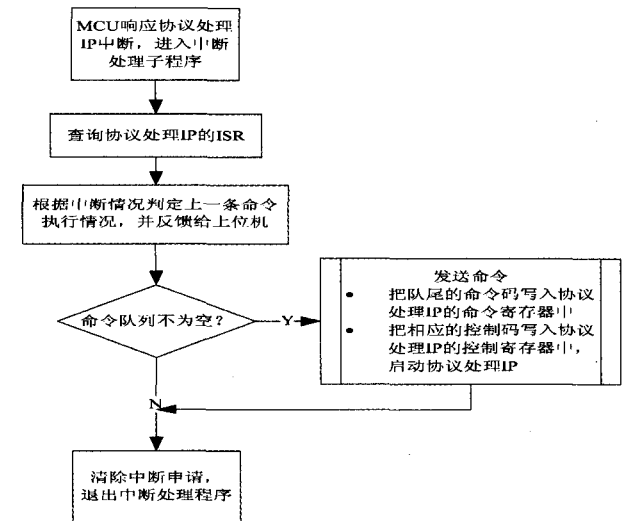 MCU响应协议处理
IP中断，进入中断
处理子程序
查询协议处理IP的ISR
根据中断情况判定上一条命令
执行情况，并反馈给上位机
命令队列不为空？
Y
发送命令
• 把队尾的命令码写入协议
处理IP的命令寄存器中
• 把相应的控制码写入协议
处理IP的控制寄存器中，
启动协议处理IP
N
清除中断申请，
退出中断处理程序